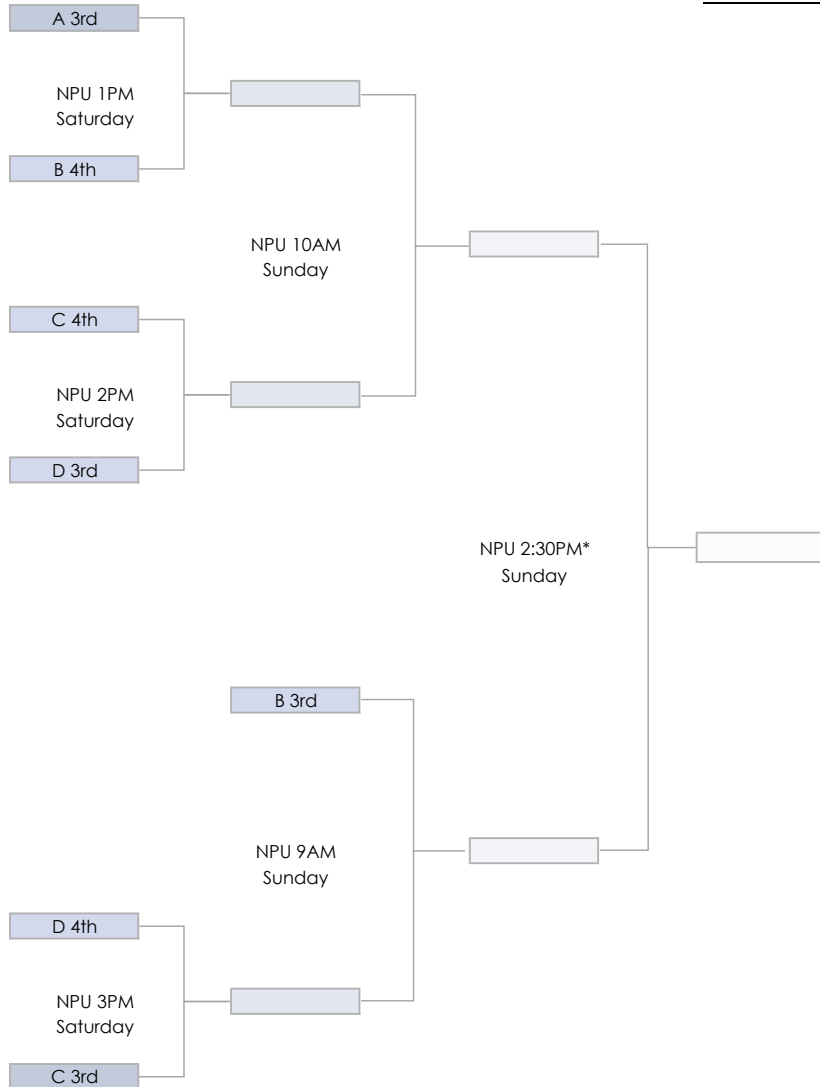 A 3rd
NPU 1PM
Saturday
B 4th
NPU 10AM
Sunday
C 4th
NPU 2PM
Saturday
D 3rd
NPU 2:30PM*
Sunday
B 3rd
NPU 9AM
Sunday
D 4th
NPU 3PM
Saturday
C 3rd